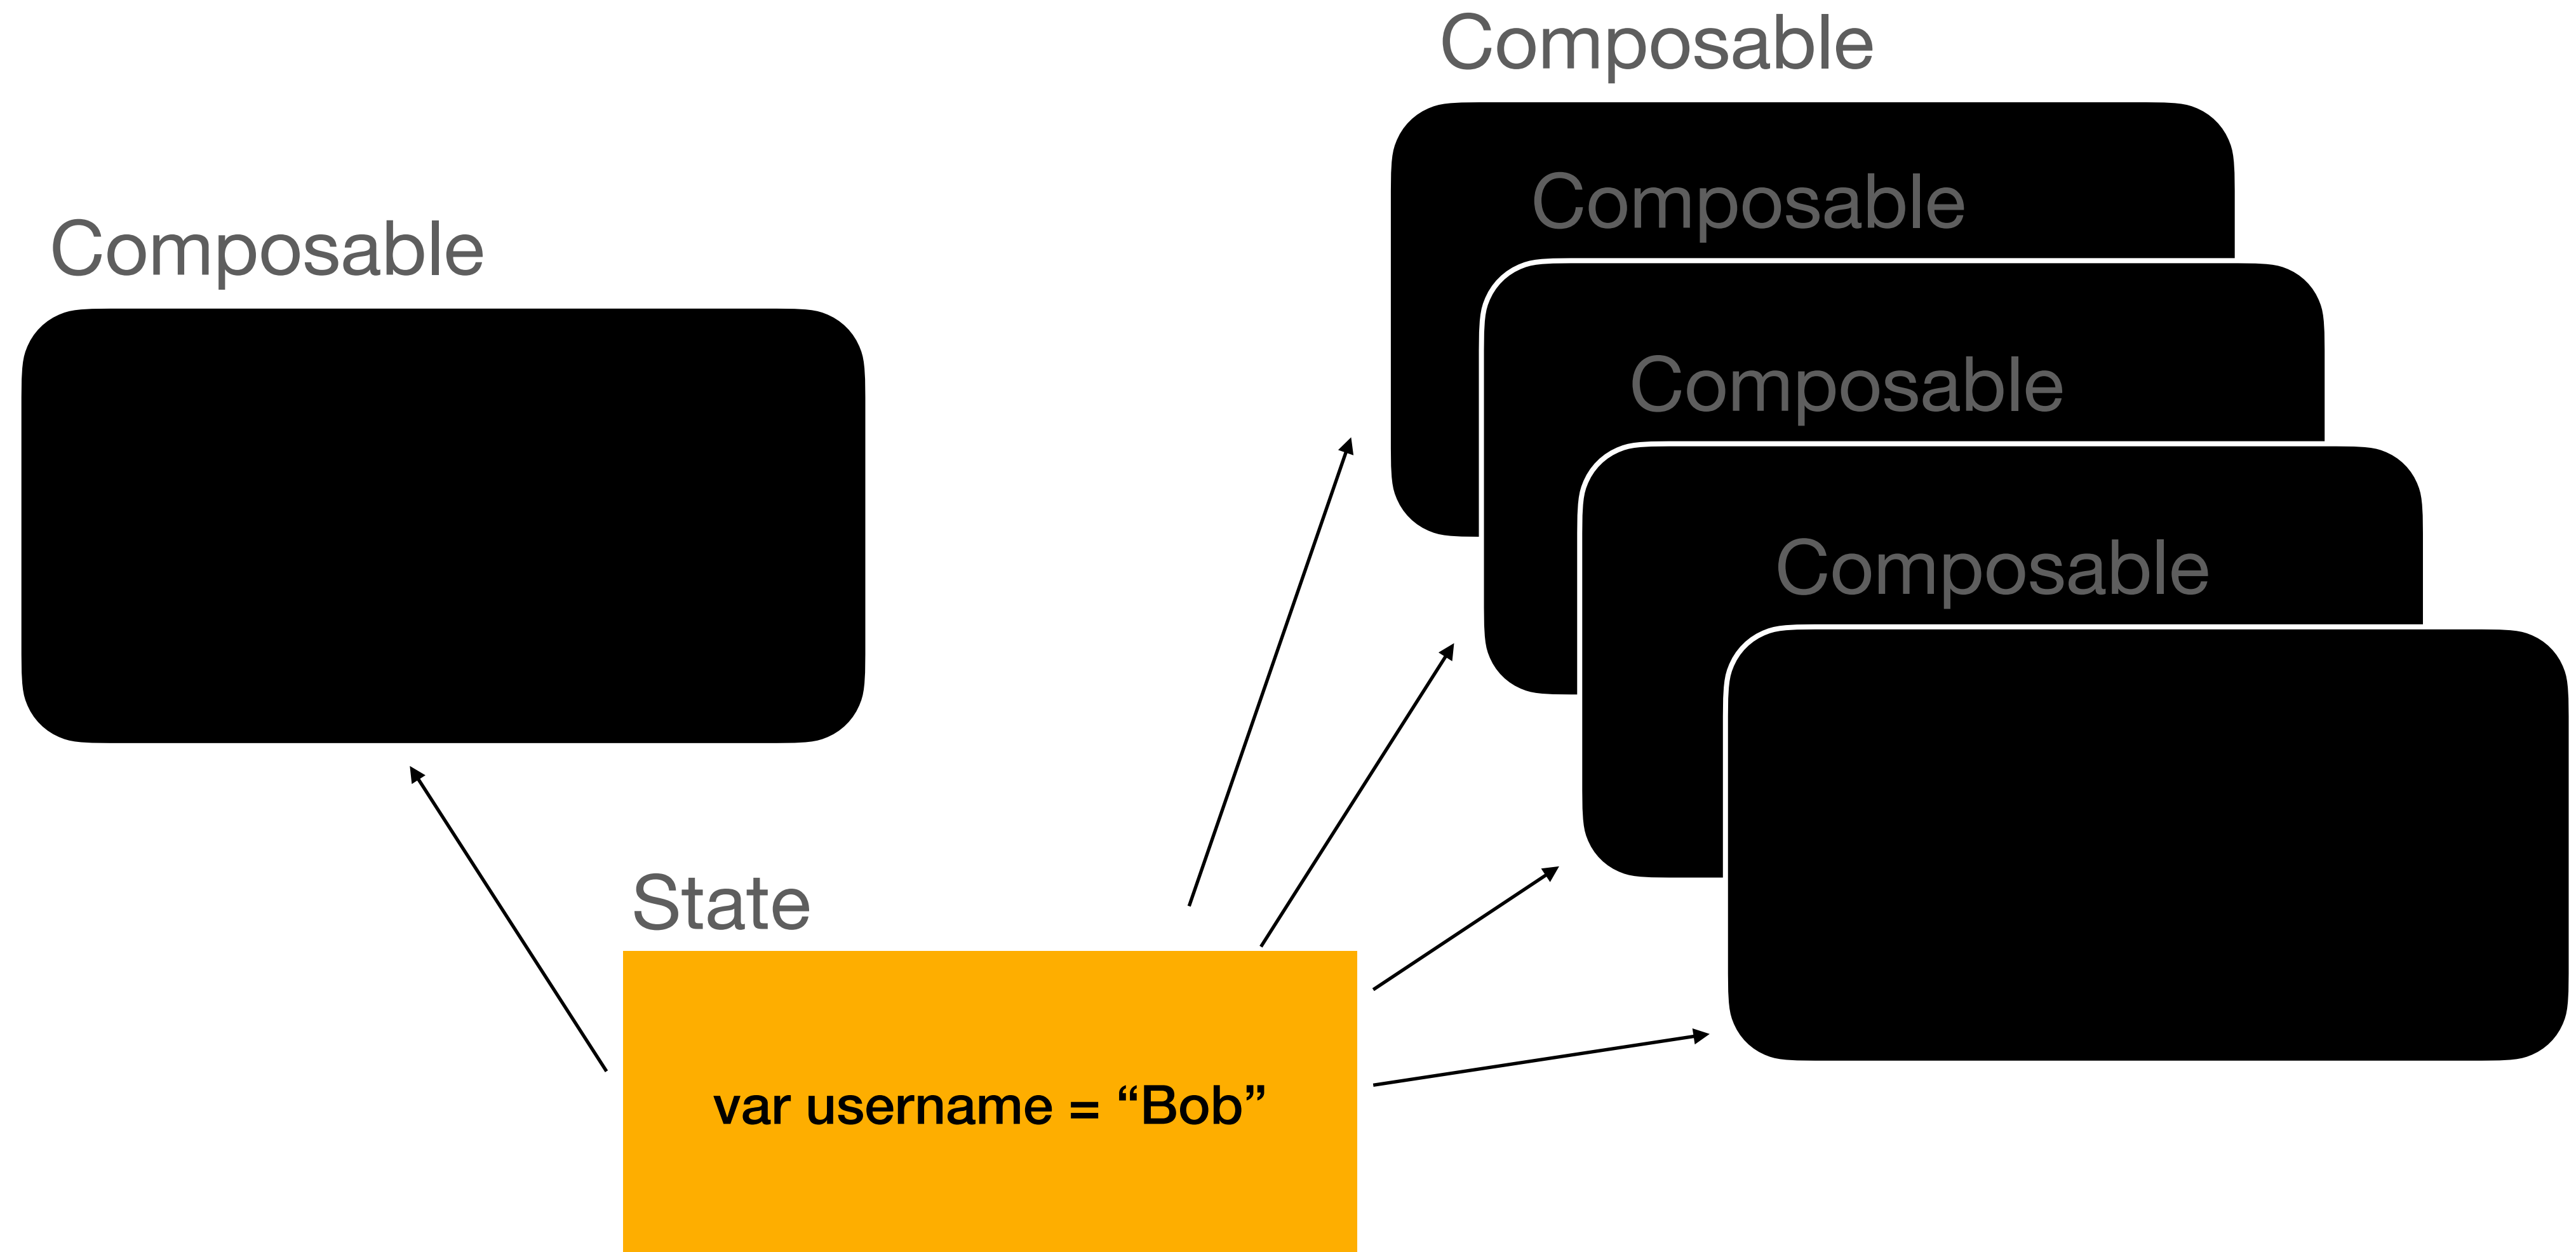 Composable
Composable
Composable
Composable
Composable
State
var username = “Bob”